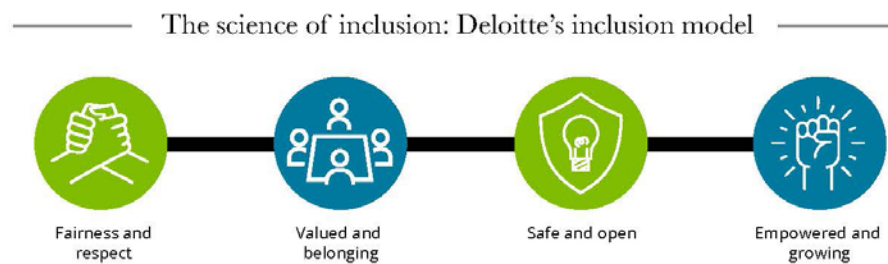 The science of inclusion: Deloitte's inclusion model
Fairness and
respect
Valued and
belonging
Safe and open
Empowered and
growing